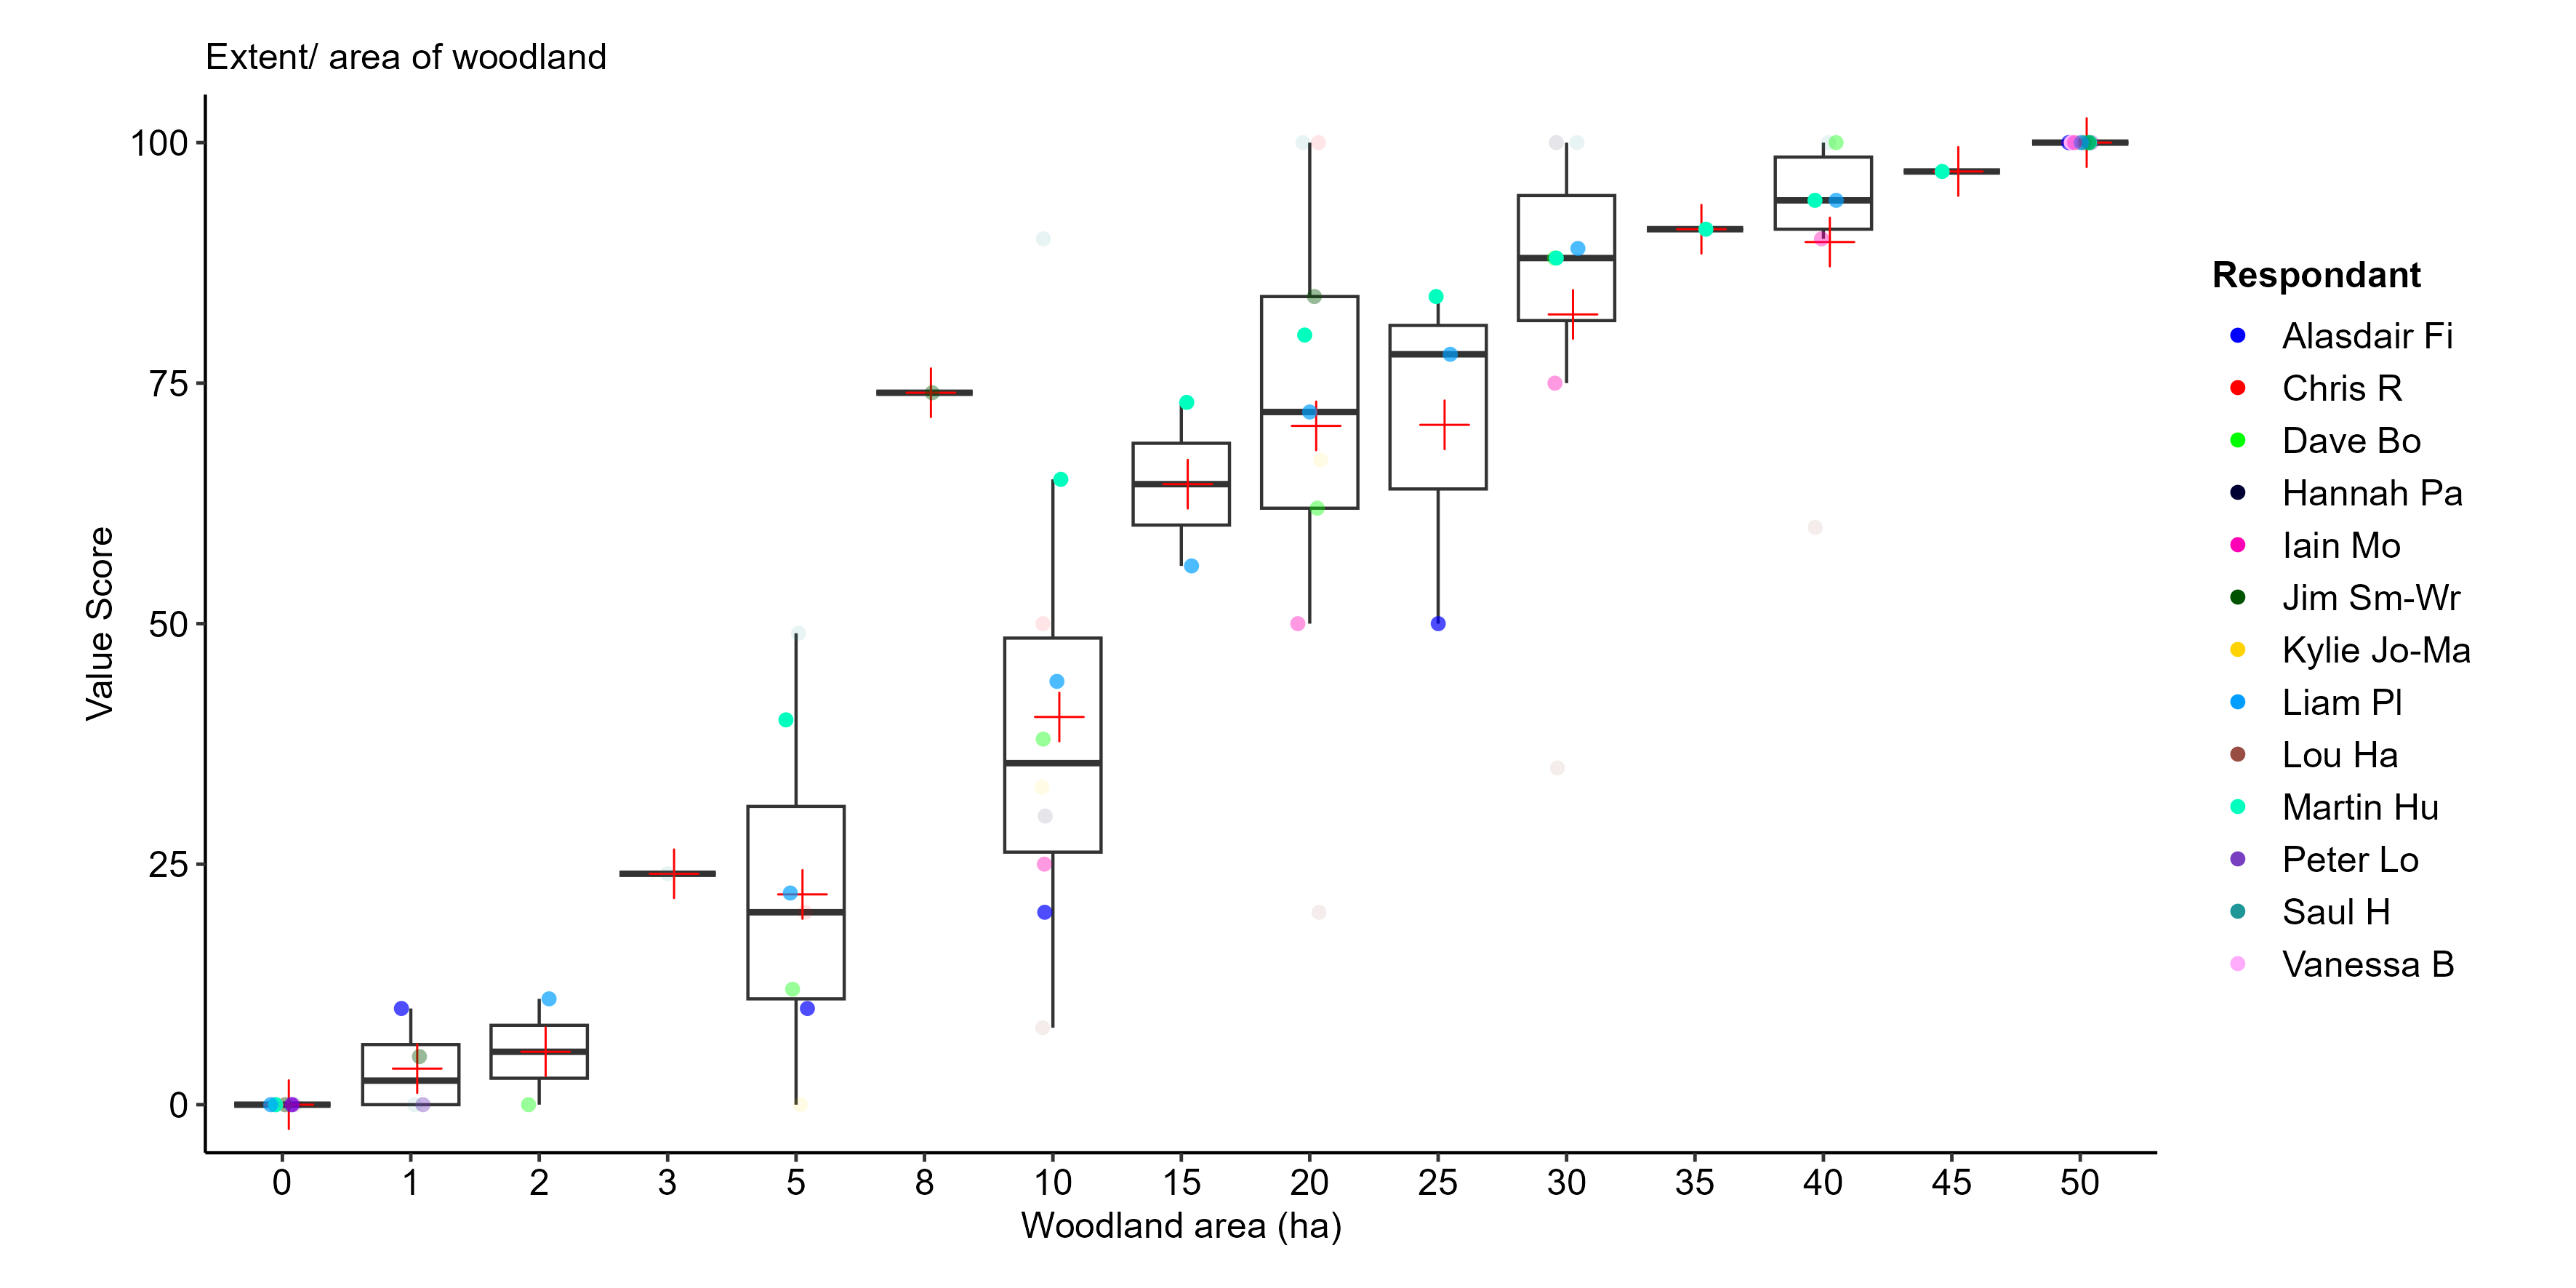 Extent/ area of woodland
100
75
50
25
0
Value Score
0 1 2 3 5 8 10 15 20 25 30 35 40 45 50
Woodland area (ha)
Respondant
Alasdair Fi
Chris R
Dave Bo
Hannah Pa
Iain Mo
Jim Sm-Wr
Kylie Jo-Ma
Liam Pl
Lou Ha
Martin Hu
Peter Lo
Saul H
Vanessa B